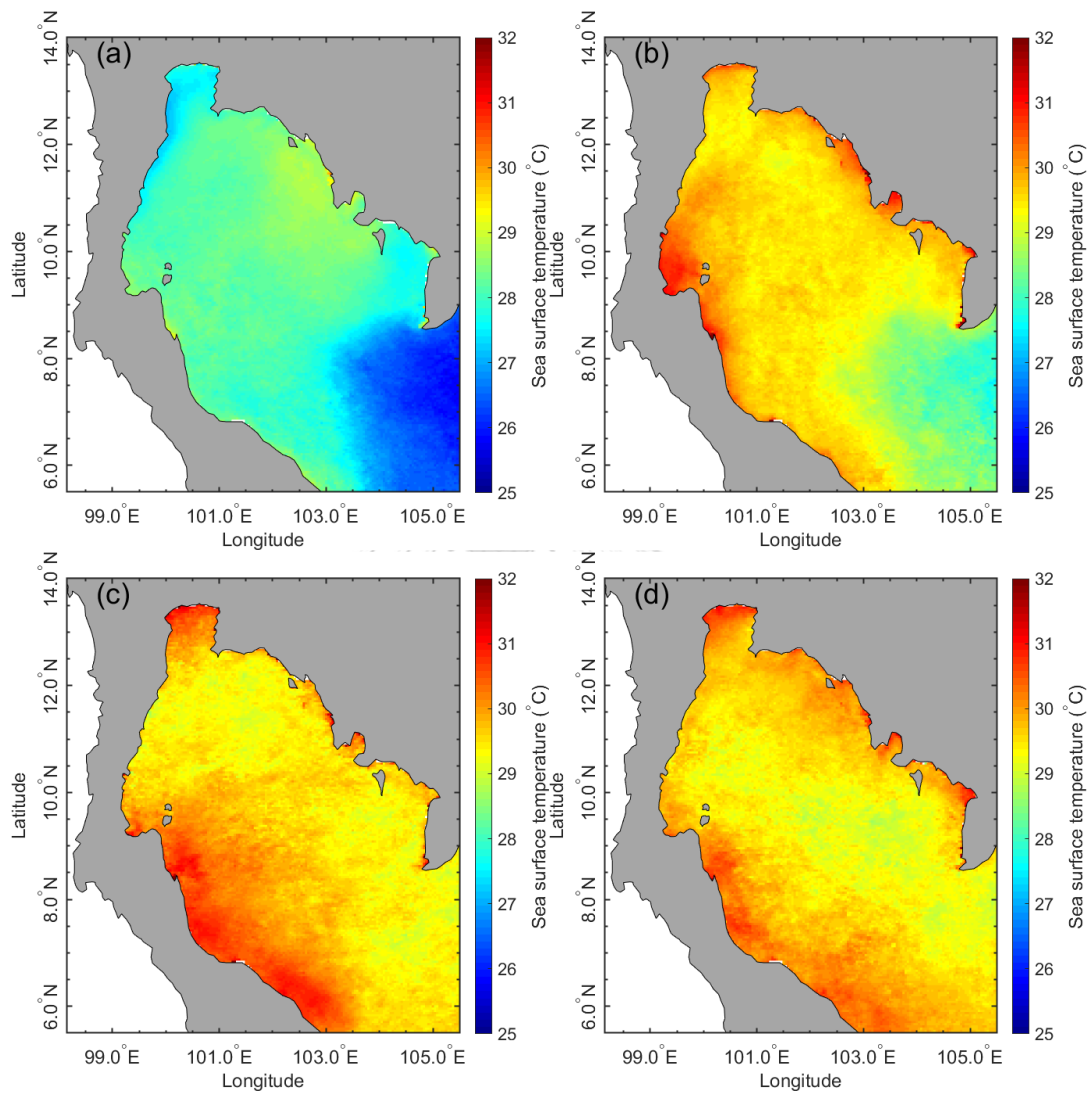 (a)
14.0°N
12.0°N
10.0°N
8.0°N
6.0°N
Latitude
99.0°E 101.0°E 103.0°E 105.0°E
Longitude
32
31
30
29
28
27
26
25
Sea surface temperature (°C)
(b)
14.0°N
12.0°N
10.0°N
8.0°N
6.0°N
Latitude
99.0°E 101.0°E 103.0°E 105.0°E
Longitude
32
31
30
29
28
27
26
25
Sea surface temperature (°C)
(c)
14.0°N
12.0°N
10.0°N
8.0°N
6.0°N
Latitude
99.0°E 101.0°E 103.0°E 105.0°E
Longitude
32
31
30
29
28
27
26
25
Sea surface temperature (°C)
(d)
14.0°N
12.0°N
10.0°N
8.0°N
6.0°N
Latitude
99.0°E 101.0°E 103.0°E 105.0°E
Longitude
32
31
30
29
28
27
26
25
Sea surface temperature (°C)